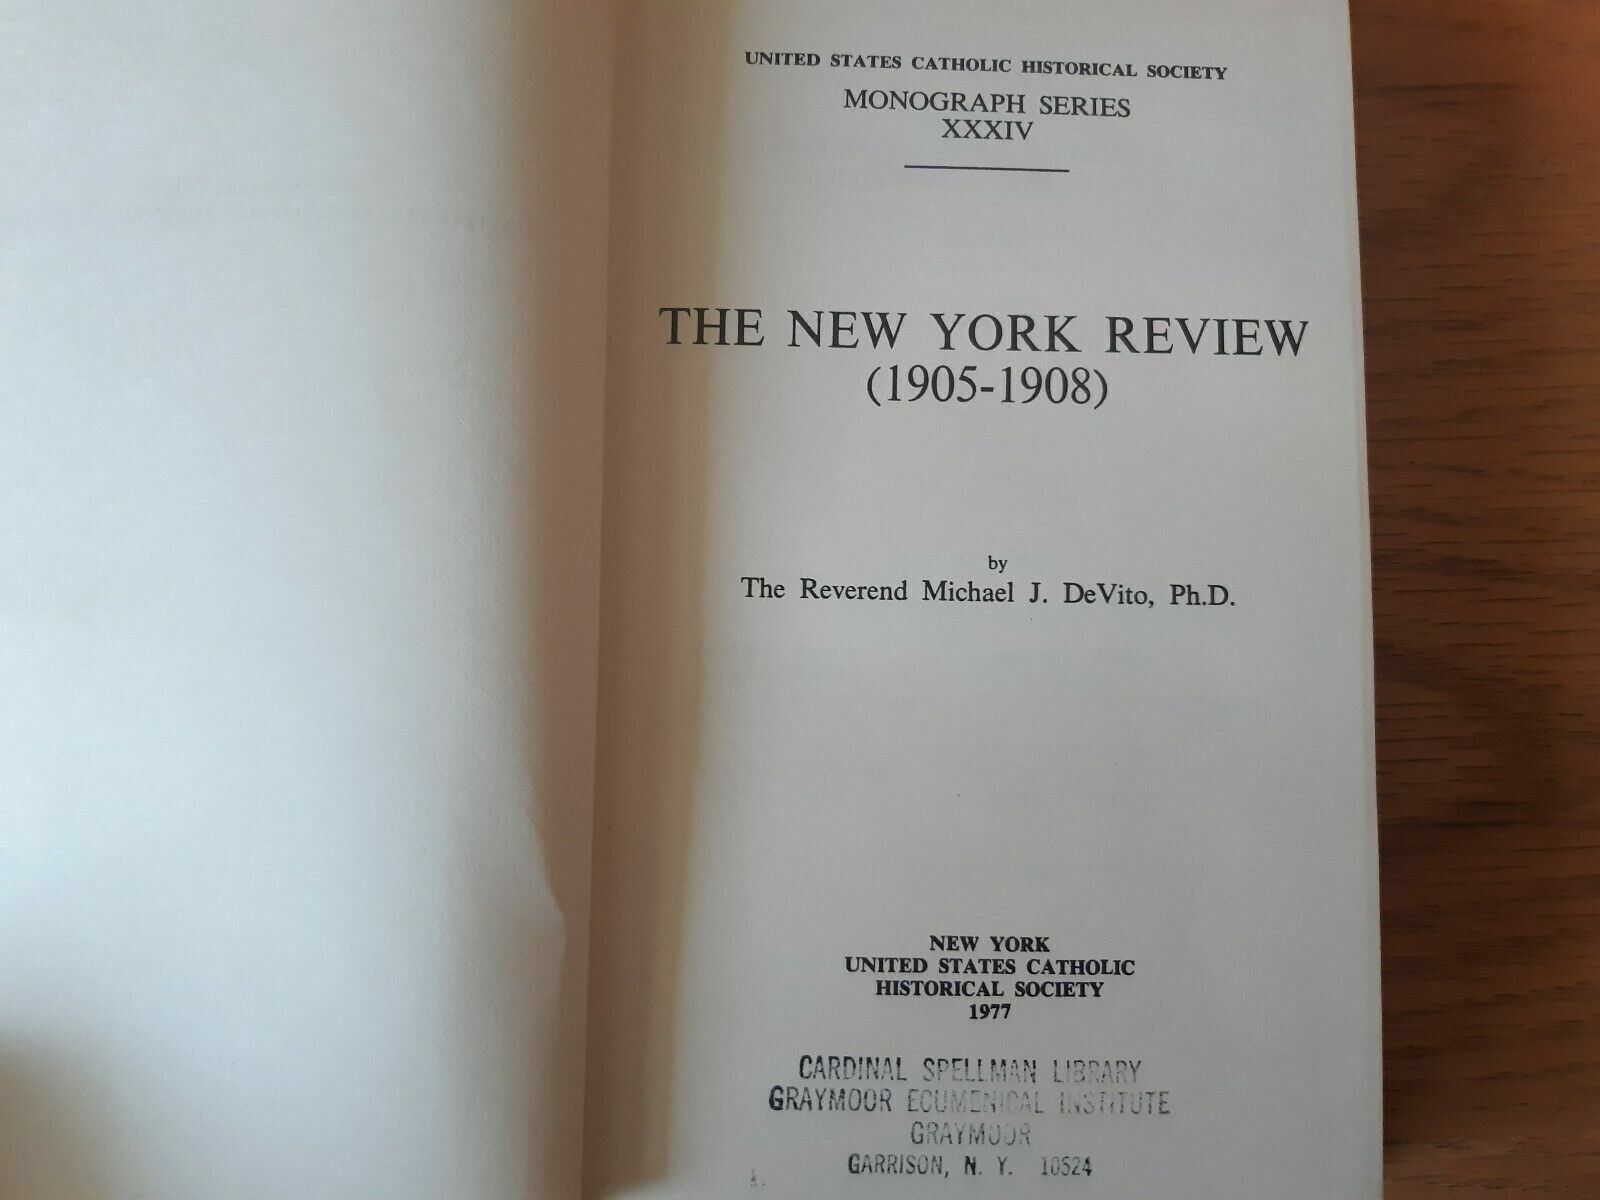 UNITED STATES CATHOLIC HISTORICAL SOCIETY
MONOGRAPH SERIES
XXXIV
THE NEW YORK REVIEW
(1905-1908)
by
The Reverend Michael J. DeVito, Ph.D.
NEW YORK
UNITED STATES CATHOLIC
HISTORICAL SOCIETY
1977
CARDINAL SPELLMAN LIBRARY
GRAYMOOR ECUMENICAL INSTITUTE
GRAYMOOR
GARRISON, N. Y. 10524